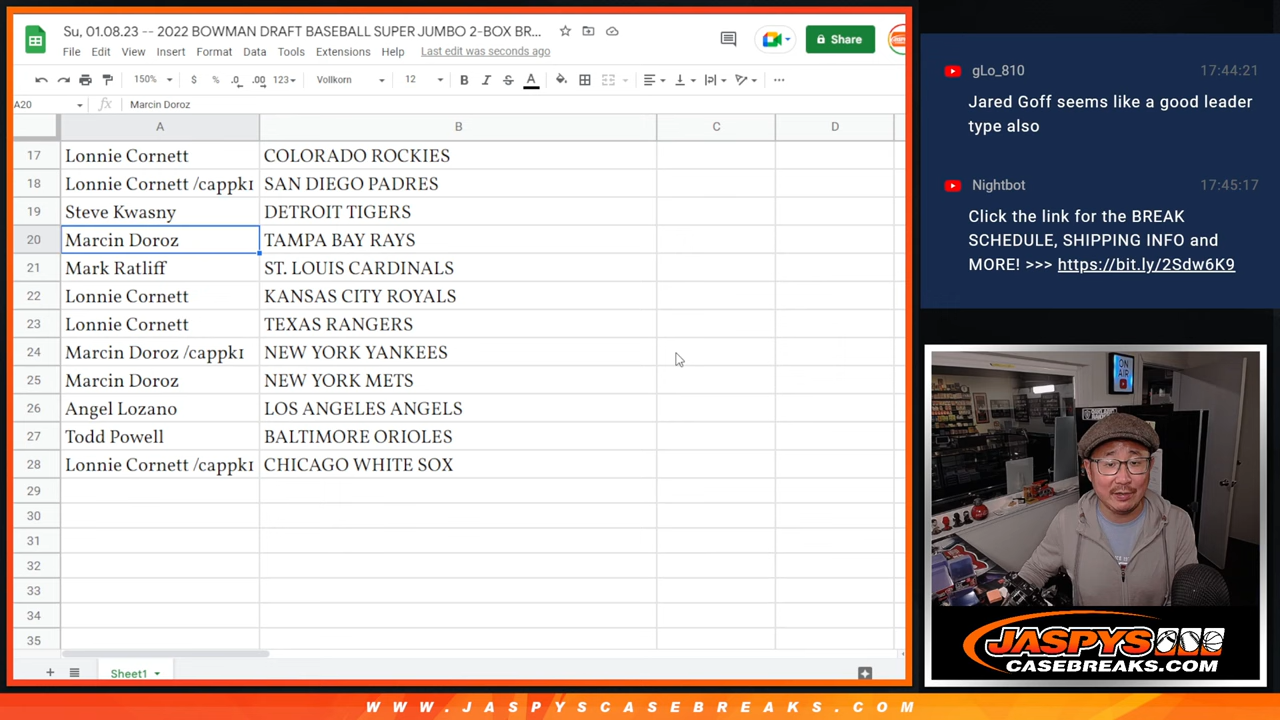 Su, 01.08.23 -- 2022 BOWMAN DRAFT BASEBALL SUPER JUMBO 2-BOX BR...
File Edit View Insert Format Data Tools Extensions Help Last edit was seconds ago
Share
150% $ % .0 .00 123 Vollkorn 12 B I S A
A20 fx Marcin Doroz
A B C D
17 Lonnie Cornett COLORADO ROCKIES
18 Lonnie Cornett /cappk1 SAN DIEGO PADRES
19 Steve Kwasny DETROIT TIGERS
20 Marcin Doroz TAMPA BAY RAYS
21 Mark Ratliff ST. LOUIS CARDINALS
22 Lonnie Cornett KANSAS CITY ROYALS
23 Lonnie Cornett TEXAS RANGERS
24 Marcin Doroz /cappk1 NEW YORK YANKEES
25 Marcin Doroz NEW YORK METS
26 Angel Lozano LOS ANGELES ANGELS
27 Todd Powell BALTIMORE ORIOLES
28 Lonnie Cornett /cappk1 CHICAGO WHITE SOX
29
30
31
32
33
34
35
+ Sheet1
gLo_810 17:44:21
Jared Goff seems like a good leader
type also
Nightbot 17:45:17
Click the link for the BREAK
SCHEDULE, SHIPPING INFO and
MORE! >>> https://bit.ly/2Sdw6K9
ON
AIR
JASPYS
CASEBREAKS.COM
WWW.JASPYSCASEBREAKS.COM